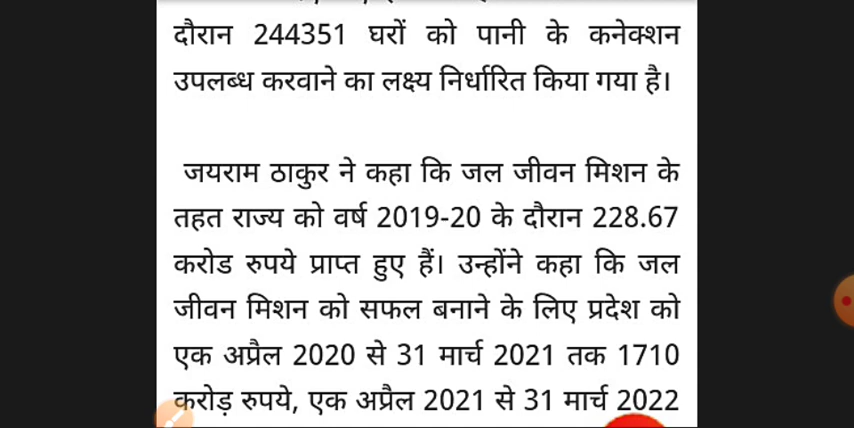 दौरान 244351 घरों को पानी के कनेक्शन
उपलब्ध करवाने का लक्ष्य निर्धारित किया गया है।
जयराम ठाकुर ने कहा कि जल जीवन मिशन के
तहत राज्य को वर्ष 2019-20 के दौरान 228.67
करोड रुपये प्राप्त हुए हैं। उन्होंने कहा कि जल
जीवन मिशन को सफल बनाने के लिए प्रदेश को
एक अप्रैल 2020 से 31 मार्च 2021 तक 1710
करोड़ रुपये, एक अप्रैल 2021 से 31 मार्च 2022